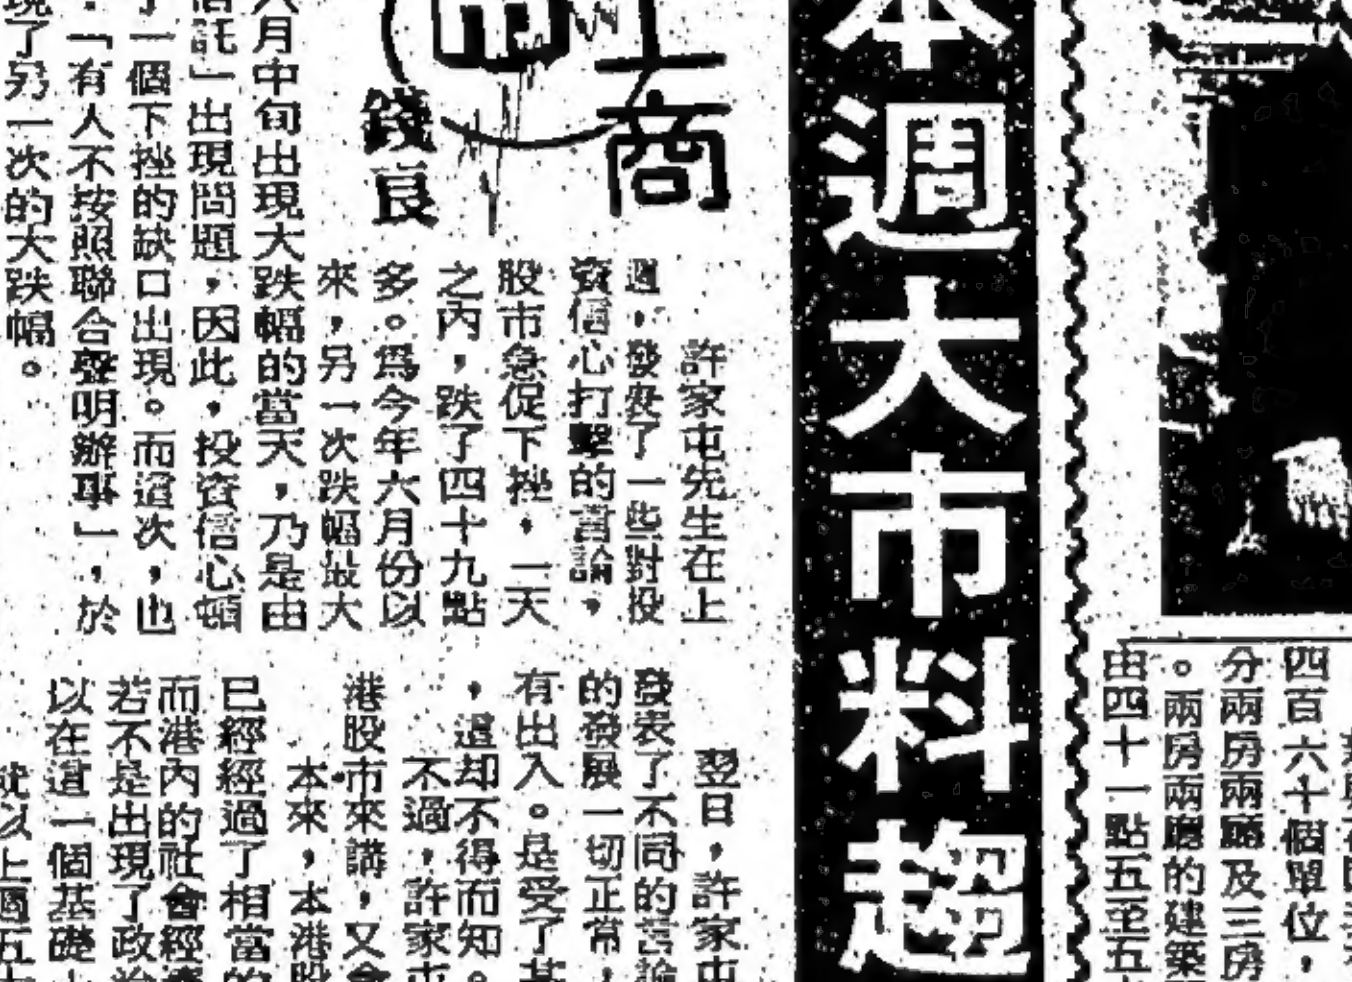 本週大市料趨
工商
錢良
許家屯先生在上
週，發表了一些對投
資信心打擊的言論，
股市急促下挫，一天
之內，跌了四十九點
多。爲今年六月份以
來，另一次跌幅最大
六月中旬出現大跌幅的當天，乃是由
信託」出現問題，因此，投資信心頓
一個下挫的缺口出現。而這次，也
「有人不按照聯合聲明辦事」，於
現了另一次的大跌幅。
翌日，許家屯
發表了不同的言論
的發展一切正常，
有出入。是受了某
，這却不得而知。
不過，許家屯
港股市來講，又會
本來，本港股
已經經過了相當的
而港內的社會經濟
若不是出現了政治
以在這一個基礎上
就以上週五
四百六十個單位，
分兩房兩廳及三房
。兩房兩廳的建築
由四十一點五至五